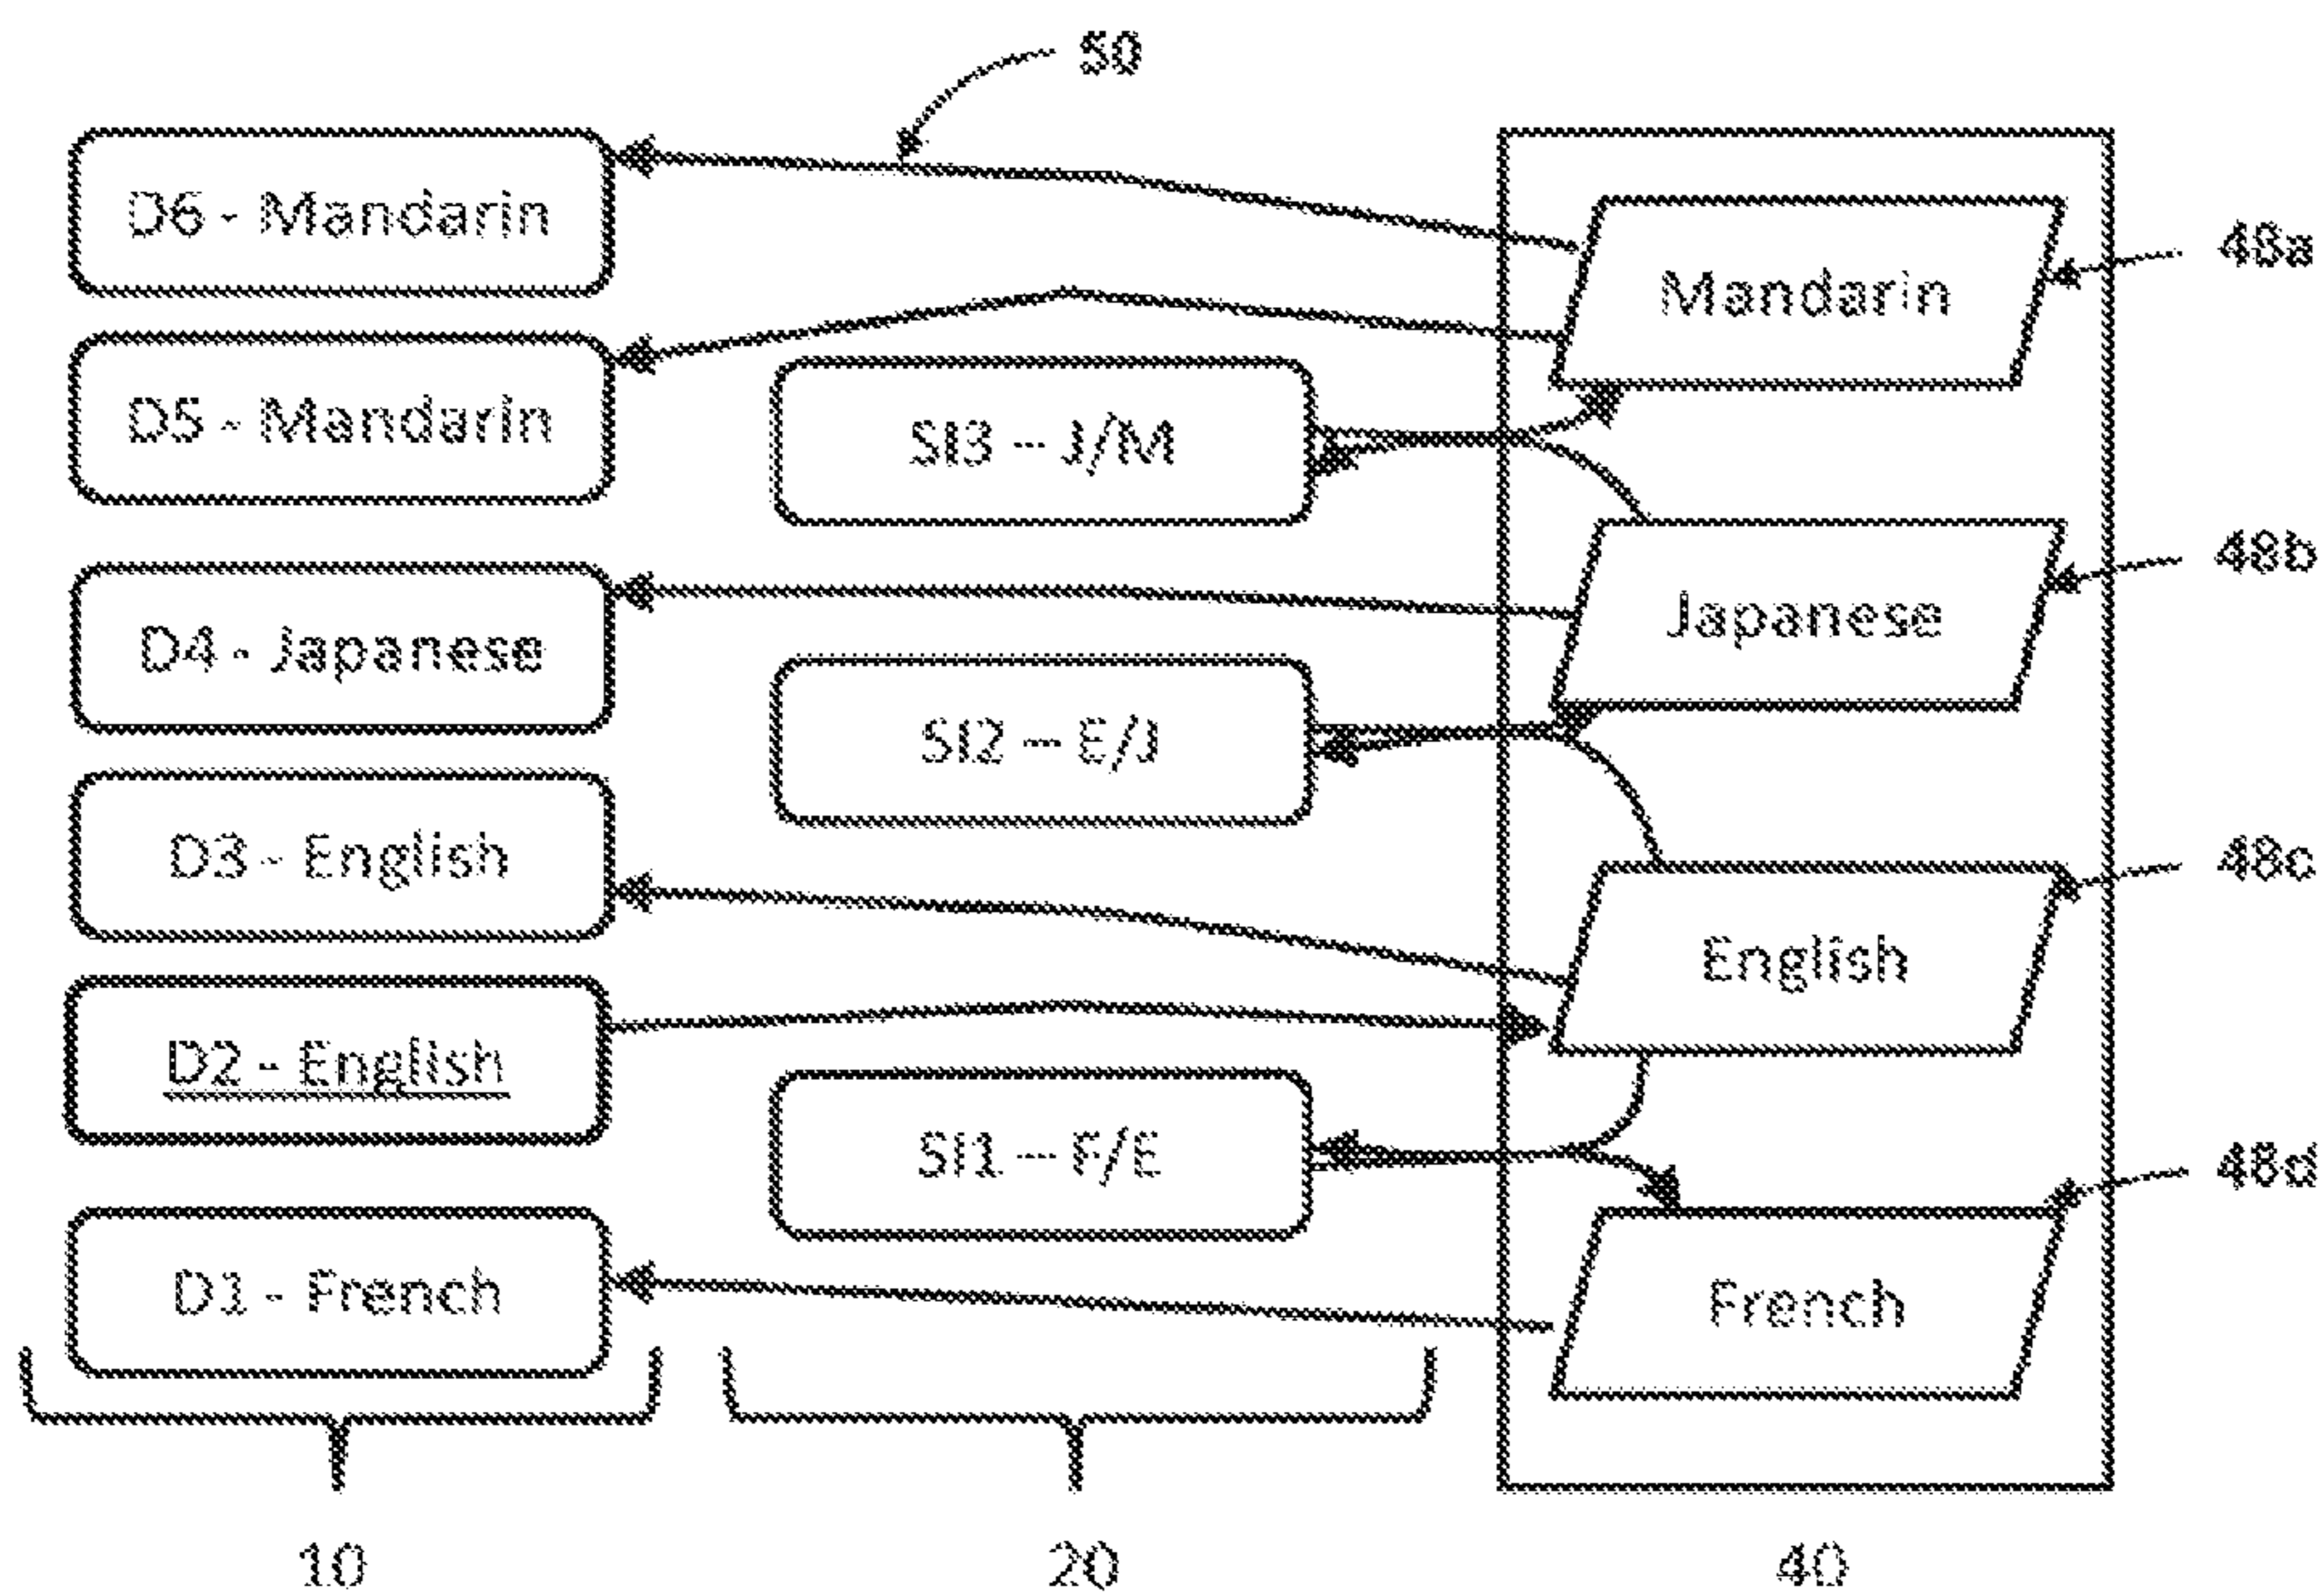 50
D6 - Mandarin
Mandarin
48a
D5 - Mandarin
SI3 – J/M
48b
D4 - Japanese
Japanese
SI2 – E/J
D3 - English
48c
English
D2 - English
SI1 – F/E
48d
D1 - French
French
10
20
40